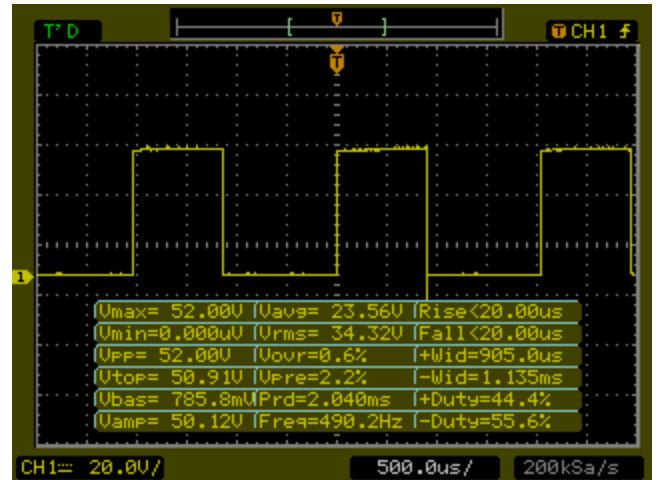 T'D T CH1
T
1
Vmax= 52.00V Vavg= 23.56V Rise<20.00us
Vmin=0.000uV Vrms= 34.32V Fall<20.00us
Vpp= 52.00V Vovr=0.6% +Wid=905.0us
Vtop= 50.91V Vpre=2.2% -Wid=1.135ms
Vbas= 785.8mV Prd=2.040ms +Duty=44.4%
Vamp= 50.12V Freq=490.2Hz -Duty=55.6%
CH1 20.0V/ 500.0us/ 200kSa/s